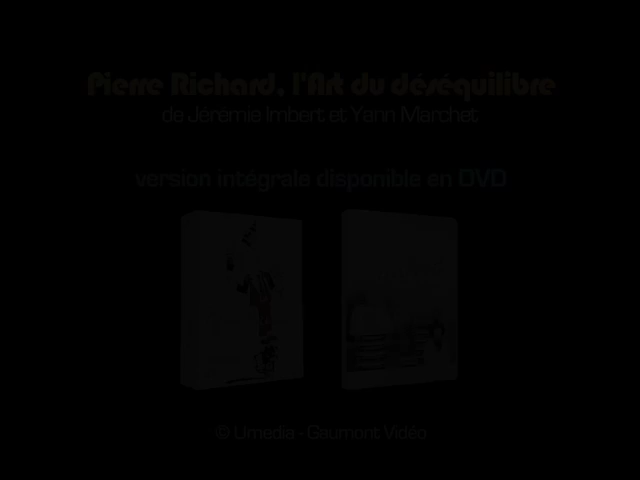 Pierre Richard, l'Art du déséquilibre
de Jérémie Imbert et Yann Marchet
version intégrale disponible en DVD
© Umedia - Gaumont Vidéo